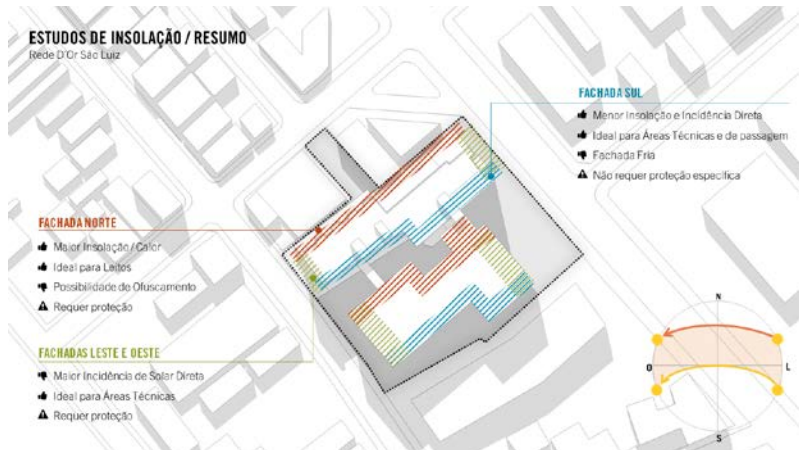 ESTUDOS DE INSOLAÇÃO / RESUMO
Rede D'Or São Luiz
FACHADA SUL
Menor Insolação e Incidência Direta
Ideal para Áreas Técnicas e de passagem
Fachada Fria
Não requer proteção específica
FACHADA NORTE
Maior Insolação / Calor
Ideal para Leitos
Possibilidade de Ofuscamento
Requer proteção
FACHADAS LESTE E OESTE
Maior Incidência de Solar Direta
Ideal para Áreas Técnicas
Requer proteção
N
O
L
S